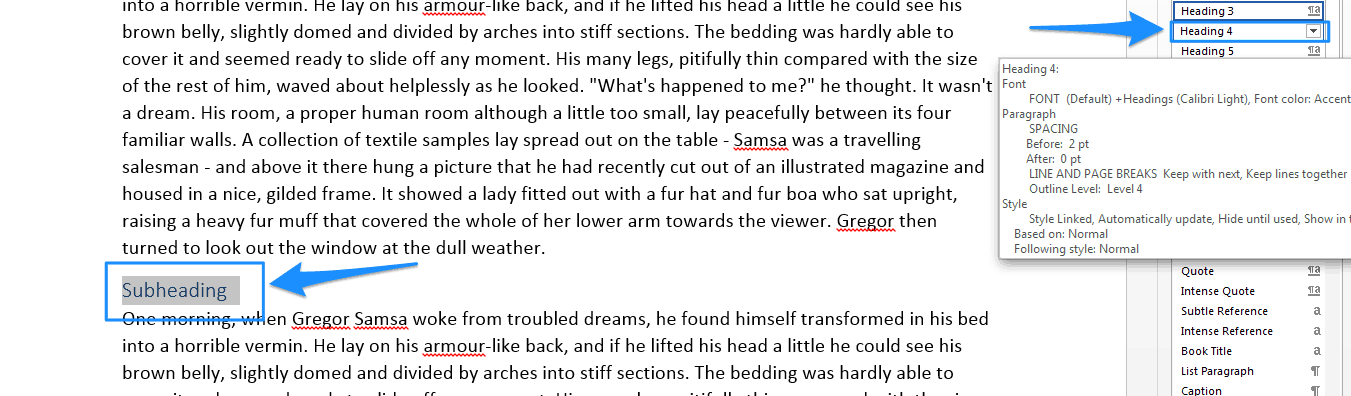 into a horrible vermin. He lay on his armour-like back, and if he lifted his head a little he could see his
brown belly, slightly domed and divided by arches into stiff sections. The bedding was hardly able to
cover it and seemed ready to slide off any moment. His many legs, pitifully thin compared with the size
of the rest of him, waved about helplessly as he looked. "What's happened to me?" he thought. It wasn't
a dream. His room, a proper human room although a little too small, lay peacefully between its four
familiar walls. A collection of textile samples lay spread out on the table - Samsa was a travelling
salesman - and above it there hung a picture that he had recently cut out of an illustrated magazine and
housed in a nice, gilded frame. It showed a lady fitted out with a fur hat and fur boa who sat upright,
raising a heavy fur muff that covered the whole of her lower arm towards the viewer. Gregor then
turned to look out the window at the dull weather.
Subheading
One morning, when Gregor Samsa woke from troubled dreams, he found himself transformed in his bed
into a horrible vermin. He lay on his armour-like back, and if he lifted his head a little he could see his
brown belly, slightly domed and divided by arches into stiff sections. The bedding was hardly able to
Heading 3 ¶a
Heading 4
Heading 5 ¶a
Heading 4:
Font
FONT (Default) +Headings (Calibri Light), Font color: Accent
Paragraph
SPACING
Before: 2 pt
After: 0 pt
LINE AND PAGE BREAKS Keep with next, Keep lines together
Outline Level: Level 4
Style
Style Linked, Automatically update, Hide until used, Show in t
Based on: Normal
Following style: Normal
Quote ¶a
Intense Quote ¶a
Subtle Reference a
Intense Reference a
Book Title a
List Paragraph ¶
Caption ¶